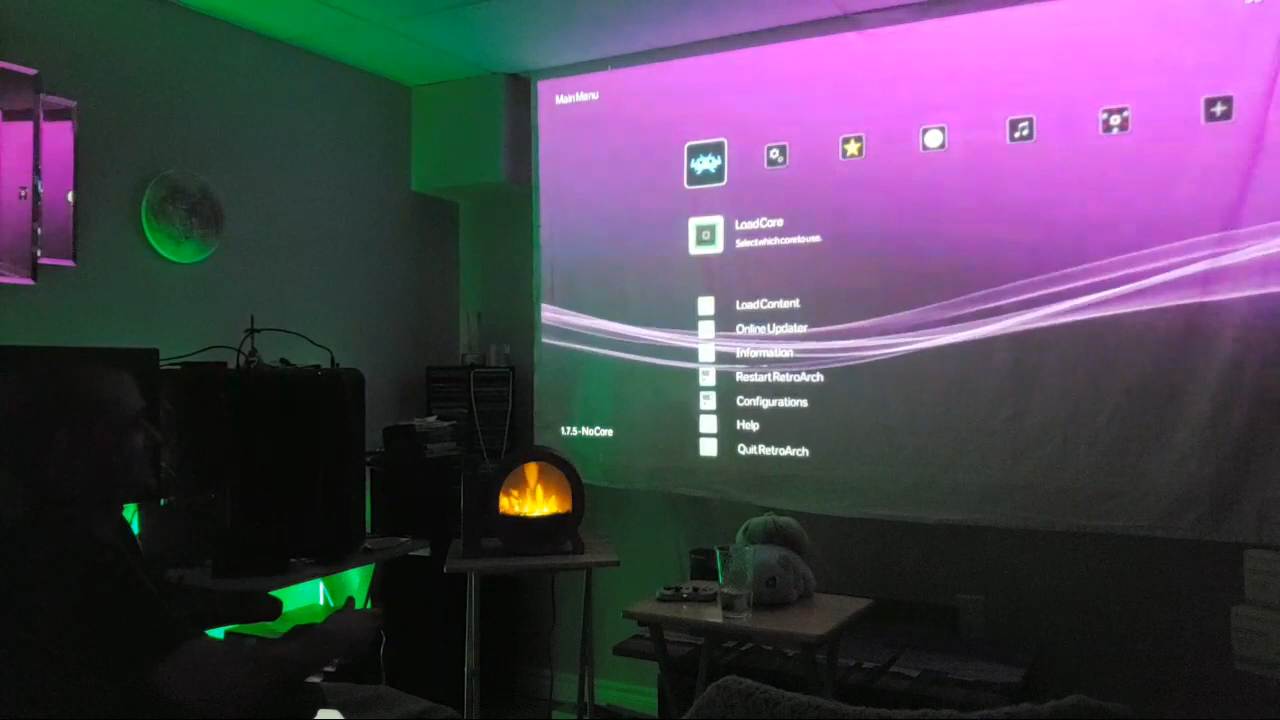 Main Menu
Load Core
Select which core to use.
Load Content
Online Updater
Information
Restart RetroArch
Configurations
Help
Quit RetroArch
1.7.5 - No Core